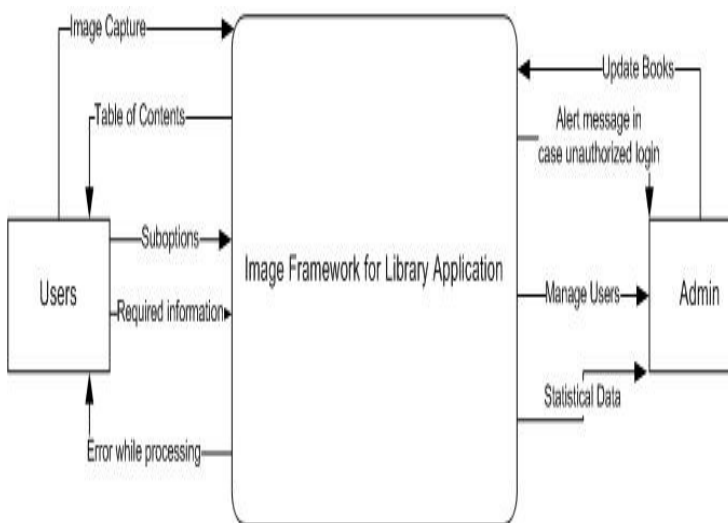 Image Capture
Update Books
Table of Contents
Alert message in
case unauthorized login
Suboptions
Image Framework for Library Application
Users
Required information
Manage Users
Admin
Statistical Data
Error while processing